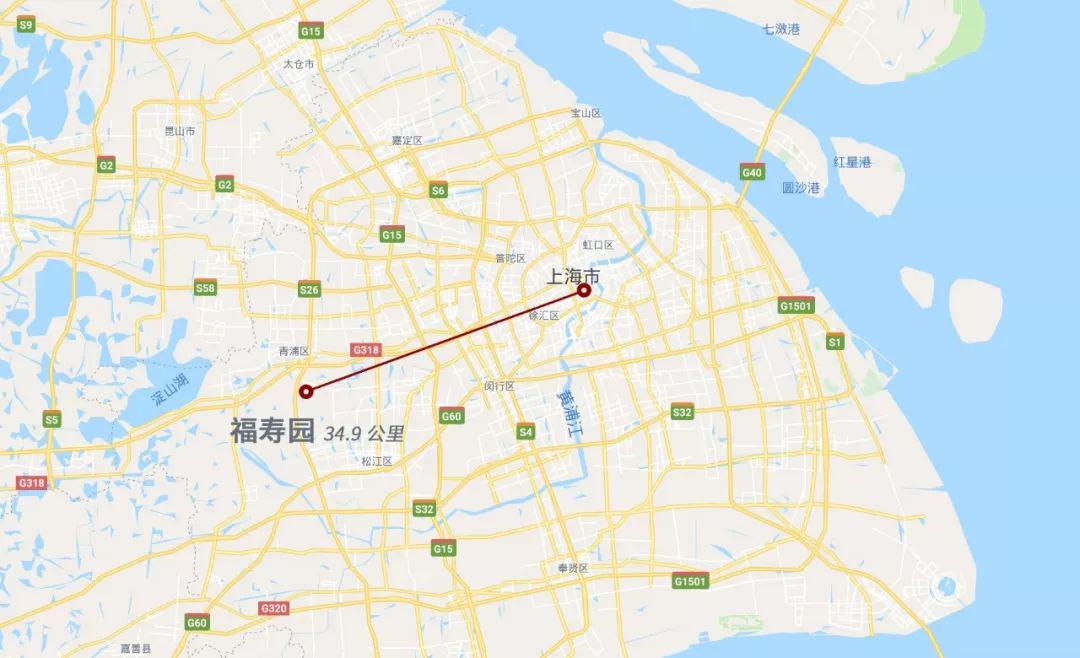 S9
G15
七滧港
太仓市
宝山区
昆山市
嘉定区
G2
红星港
G40
G2
圆沙港
S6
G15
虹口区
普陀区
上海市
S58
S26
G1501
徐汇区
S1
青浦区
G318
淀山湖
闵行区
黄浦江
S32
G60
S5
福寿园 34.9 公里
S4
松江区
G318
S32
G15
奉贤区
G1501
G320
G60
嘉善县